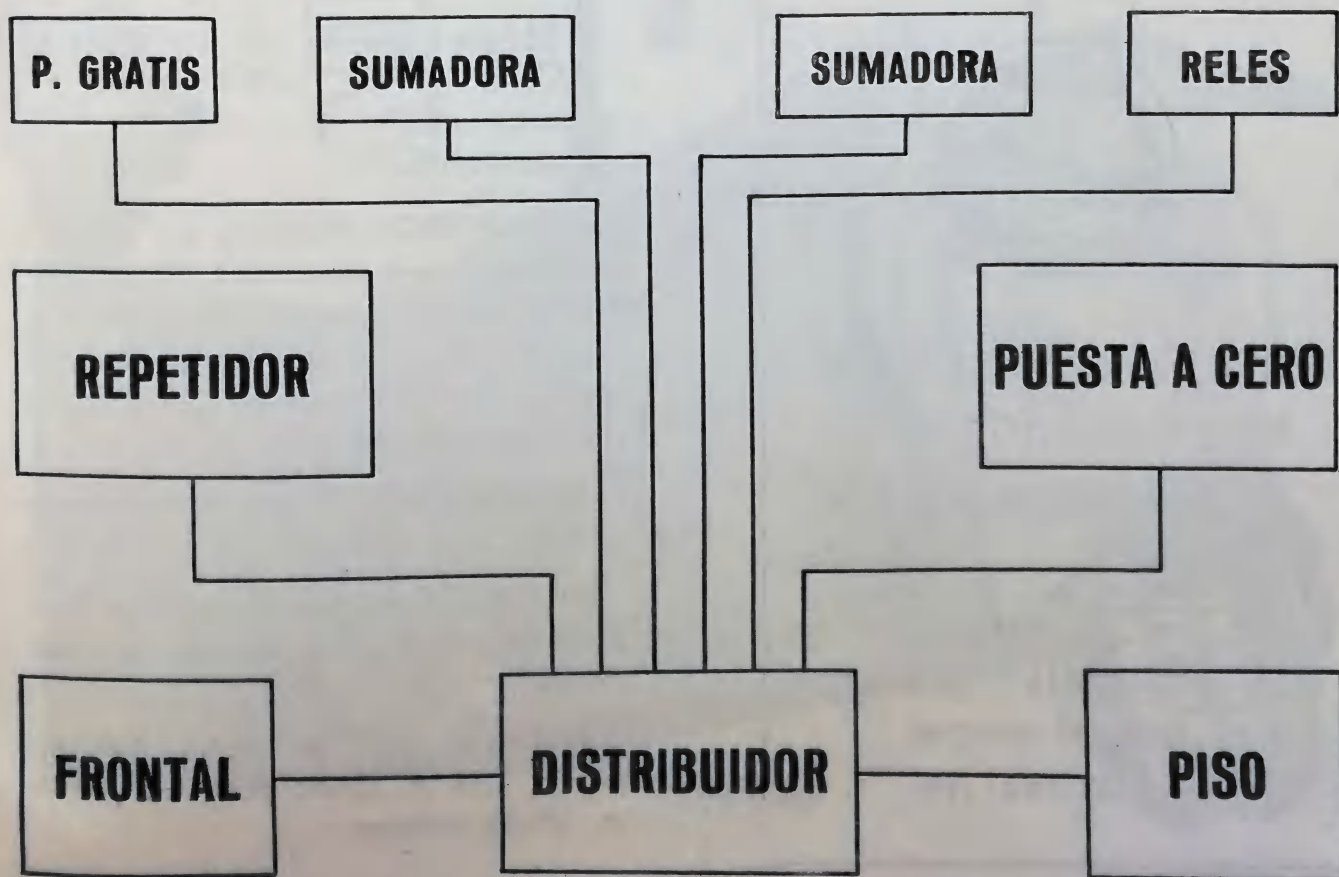 P. GRATIS
SUMADORA
SUMADORA
RELES
REPETIDOR
PUESTA A CERO
FRONTAL
DISTRIBUIDOR
PISO